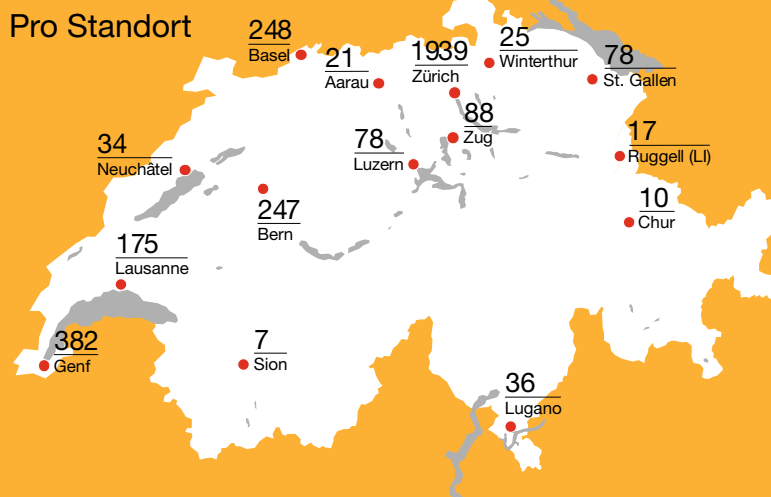 Pro Standort
248
Basel
21
Aarau
1939
Zürich
25
Winterthur
78
St. Gallen
88
Zug
34
Neuchâtel
78
Luzern
17
Ruggell (LI)
247
Bern
10
Chur
175
Lausanne
382
Genf
7
Sion
36
Lugano